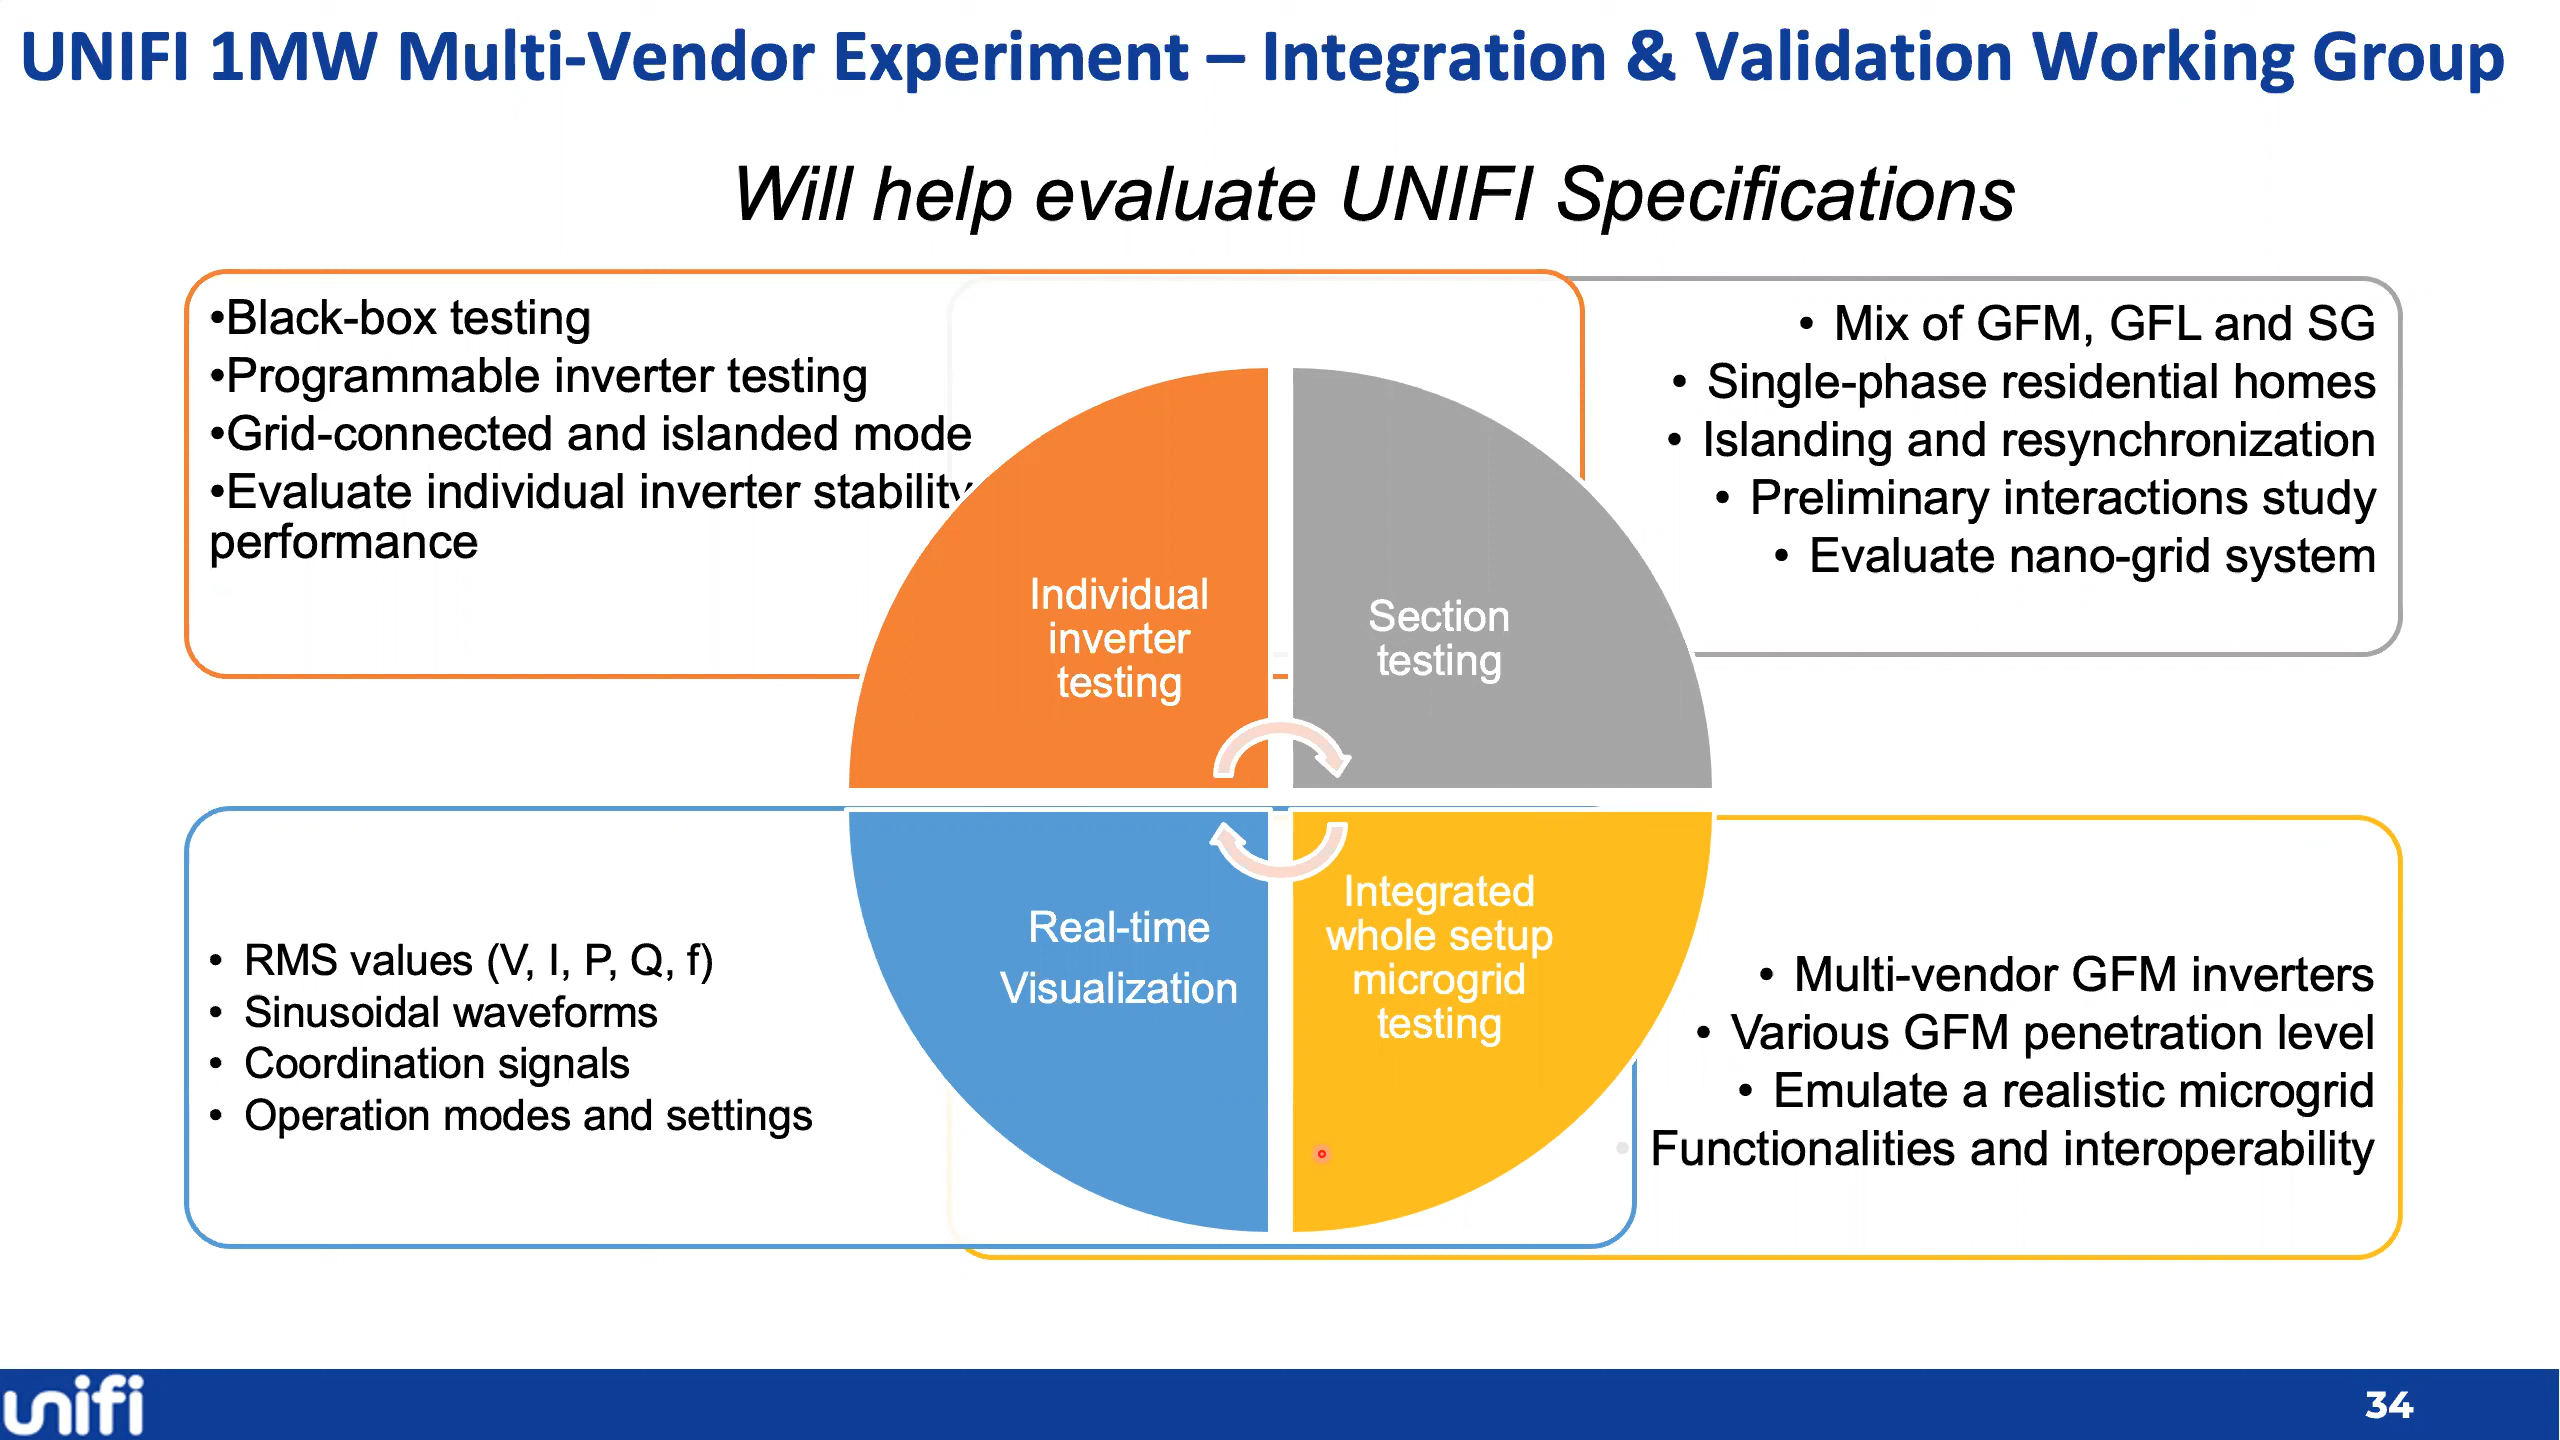 UNIFI 1MW Multi-Vendor Experiment – Integration & Validation Working Group
Will help evaluate UNIFI Specifications
•Black-box testing
•Programmable inverter testing
•Grid-connected and islanded mode
•Evaluate individual inverter stability
performance
• Mix of GFM, GFL and SG
• Single-phase residential homes
• Islanding and resynchronization
• Preliminary interactions study
• Evaluate nano-grid system
Individual
inverter
testing
Section
testing
Real-time
Visualization
Integrated
whole setup
microgrid
testing
• RMS values (V, I, P, Q, f)
• Sinusoidal waveforms
• Coordination signals
• Operation modes and settings
• Multi-vendor GFM inverters
• Various GFM penetration level
• Emulate a realistic microgrid
• Functionalities and interoperability
unifi
34